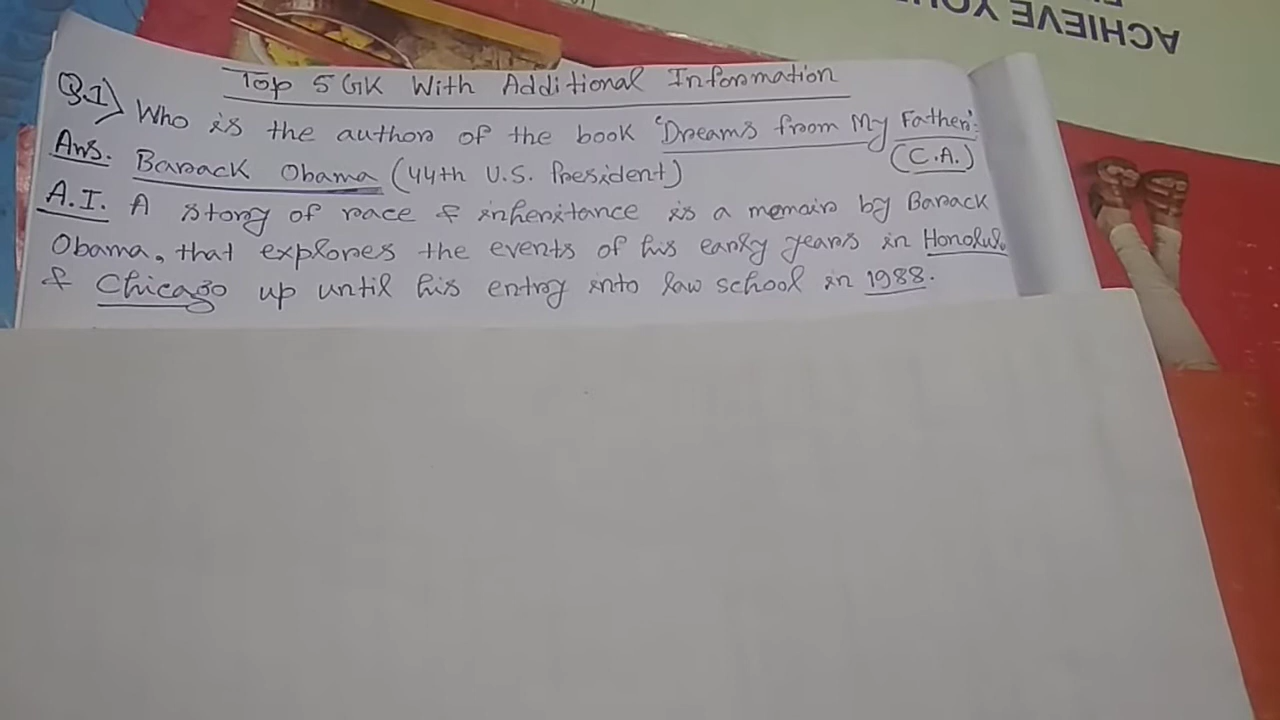 ACHIEVE YOUR
Top 5 GK With Additional Information
Q.1) Who is the author of the book 'Dreams from My Father'.
(C.A.)
Ans. Barack Obama (44th U.S. President)
A.I. A story of race & inheritance is a memoir by Barack
Obama, that explores the events of his early years in Honolulu
& Chicago up until his entry into law school in 1988.